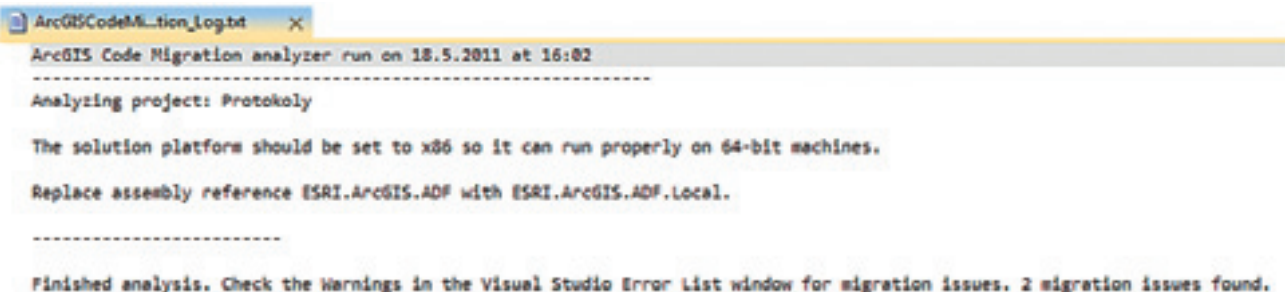 ArcGISCodeMi...tion_Log.txt ×
ArcGIS Code Migration analyzer run on 18.5.2011 at 16:02
--------------------------------------------------------------
Analyzing project: Protokoly
The solution platform should be set to x86 so it can run properly on 64-bit machines.
Replace assembly reference ESRI.ArcGIS.ADF with ESRI.ArcGIS.ADF.Local.
-------------------------
Finished analysis. Check the Warnings in the Visual Studio Error List window for migration issues. 2 migration issues found.